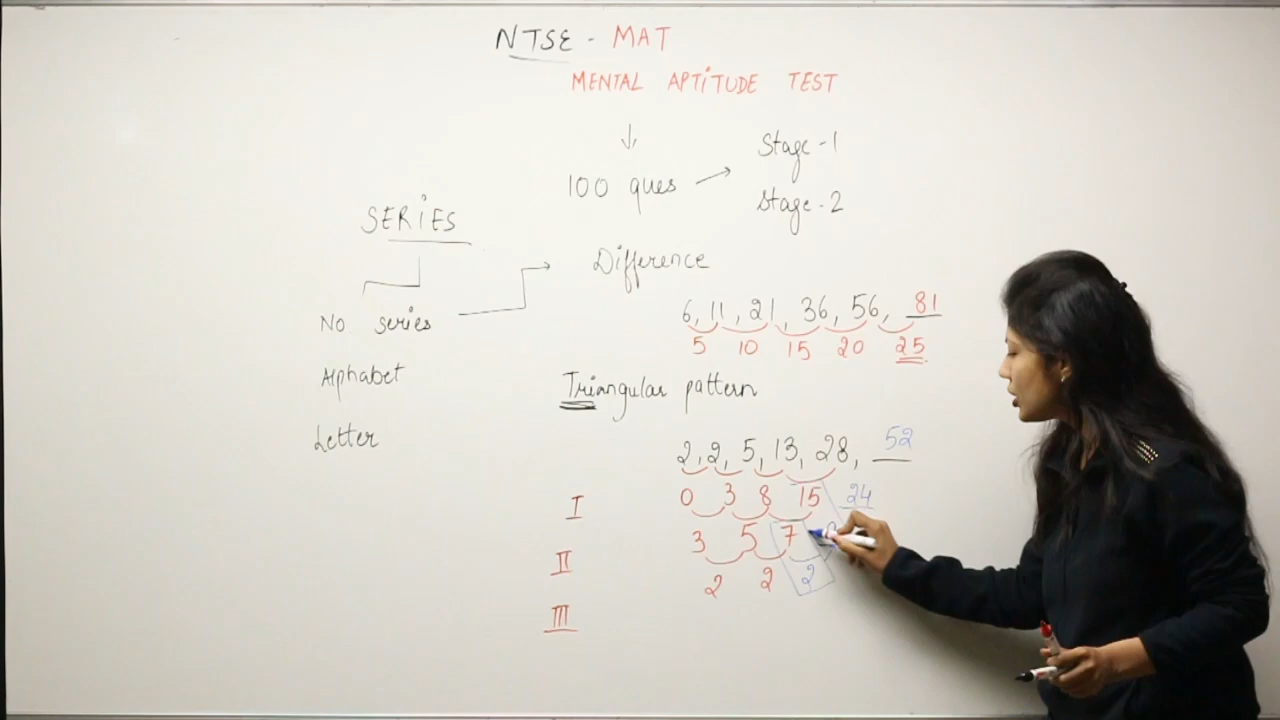 NTSE - MAT
MENTAL APTITUDE TEST
100 ques
Stage-1
Stage-2
SERIES
Difference
No. series
6, 11, 21, 36, 56, 81
5 10 15 20 25
Alphabet
Triangular pattern
Letter
2, 2, 5, 13, 28, 52
I 0 3 8 15 24
II 3 5 7
2 2 2
III